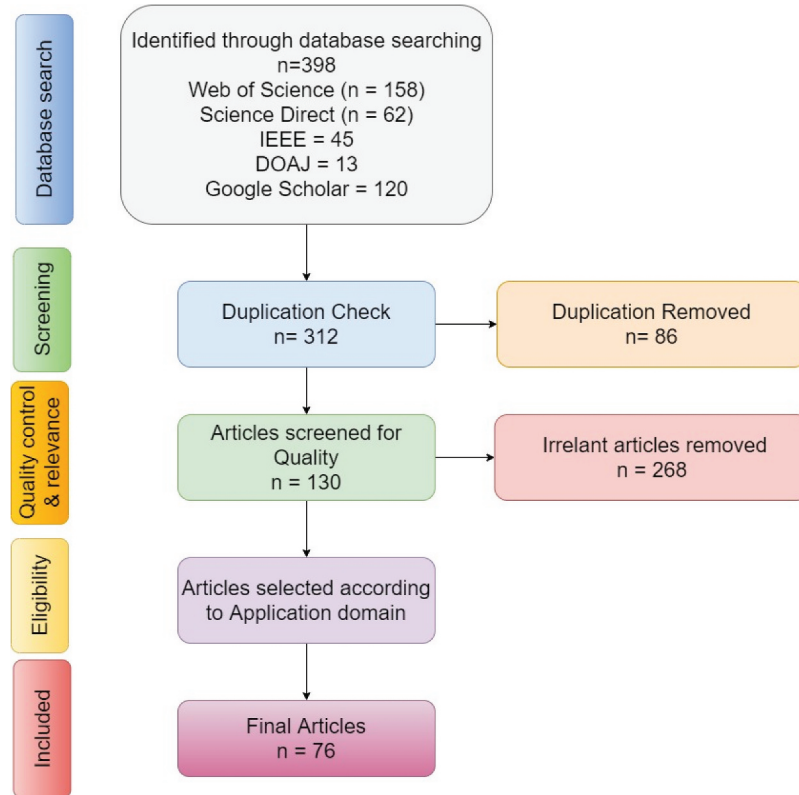 Database search
Identified through database searching
n=398
Web of Science (n = 158)
Science Direct (n = 62)
IEEE = 45
DOAJ = 13
Google Scholar = 120
Screening
Duplication Check
n= 312
Duplication Removed
n= 86
Quality control
& relevance
Articles screened for
Quality
n = 130
Irrelant articles removed
n = 268
Eligibility
Articles selected according
to Application domain
Included
Final Articles
n = 76